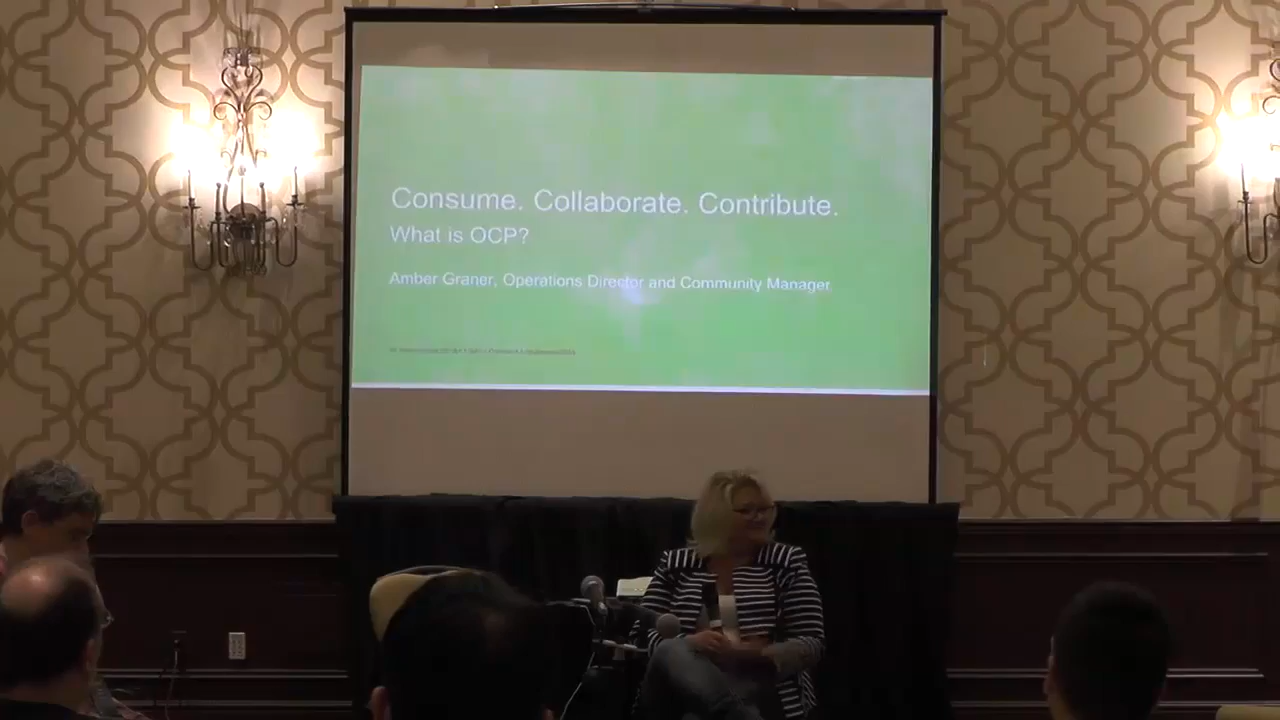 Consume. Collaborate. Contribute.
What is OCP?
Amber Graner, Operations Director and Community Manager